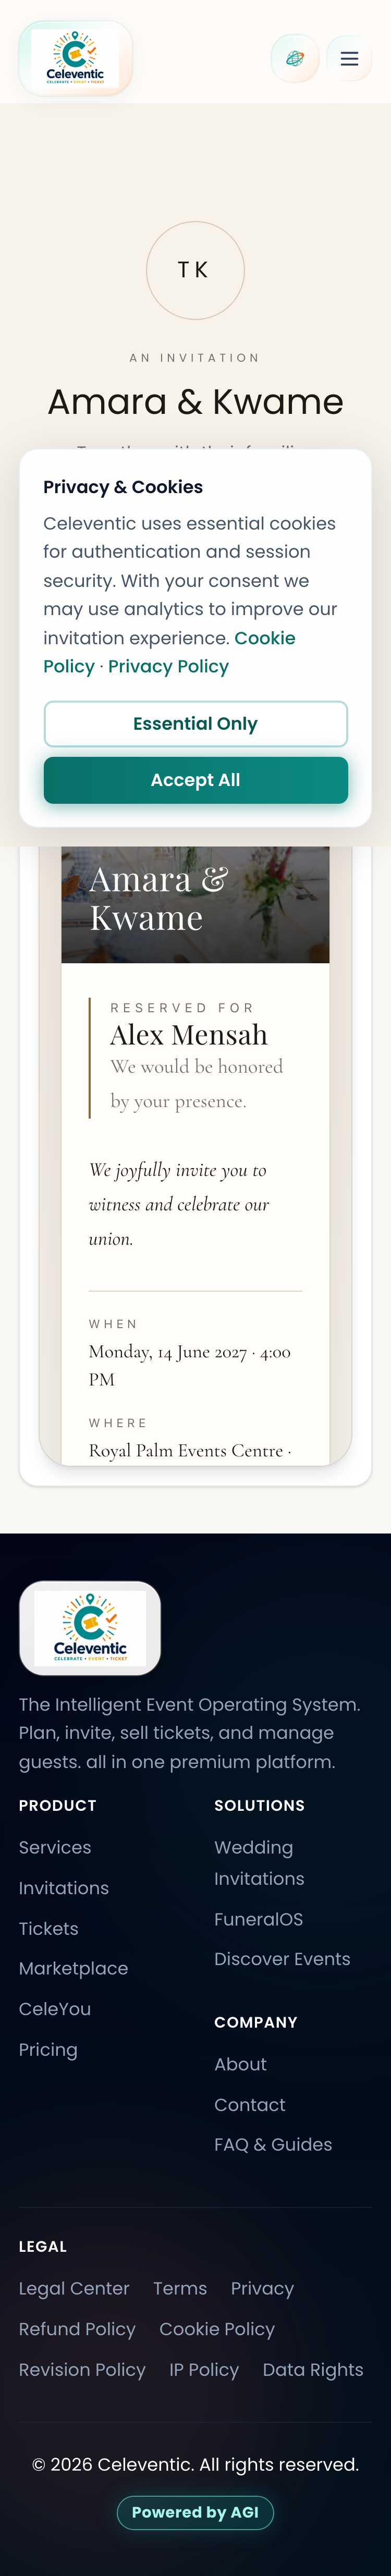 Celeventic
CELEBRATE • EVENT • TICKET
T K
AN INVITATION
Amara & Kwame
Privacy & Cookies
Celeventic uses essential cookies
for authentication and session
security. With your consent we
may use analytics to improve our
invitation experience. Cookie
Policy · Privacy Policy
Essential Only
Accept All
Amara &
Kwame
RESERVED FOR
Alex Mensah
We would be honored
by your presence.
We joyfully invite you to
witness and celebrate our
union.
WHEN
Monday, 14 June 2027 · 4:00
PM
WHERE
Royal Palm Events Centre ·
Celeventic
CELEBRATE • EVENT • TICKET
The Intelligent Event Operating System.
Plan, invite, sell tickets, and manage
guests. all in one premium platform.
PRODUCT
Services
Invitations
Tickets
Marketplace
CeleYou
Pricing
SOLUTIONS
Wedding
Invitations
FuneralOS
Discover Events
COMPANY
About
Contact
FAQ & Guides
LEGAL
Legal Center Terms Privacy
Refund Policy Cookie Policy
Revision Policy IP Policy Data Rights
© 2026 Celeventic. All rights reserved.
Powered by AGI